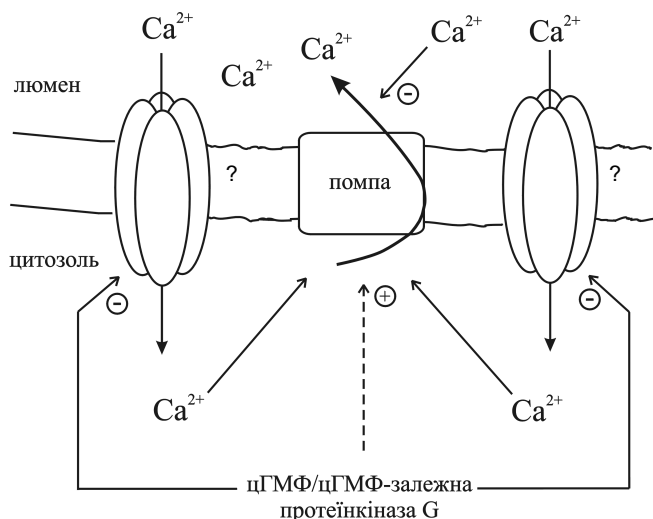 Ca²⁺
Ca²⁺
Ca²⁺
Ca²⁺
Ca²⁺
люмен
−
?
помпа
?
цитозоль
−
+
−
Ca²⁺
Ca²⁺
цГМФ/цГМФ-залежна
протеїнкіназа G